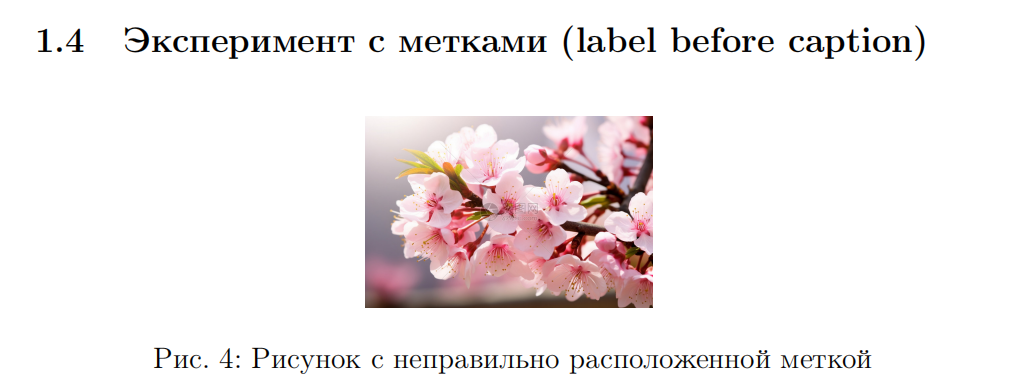 1.4 Эксперимент с метками (label before caption)
Рис. 4: Рисунок с неправильно расположенной меткой